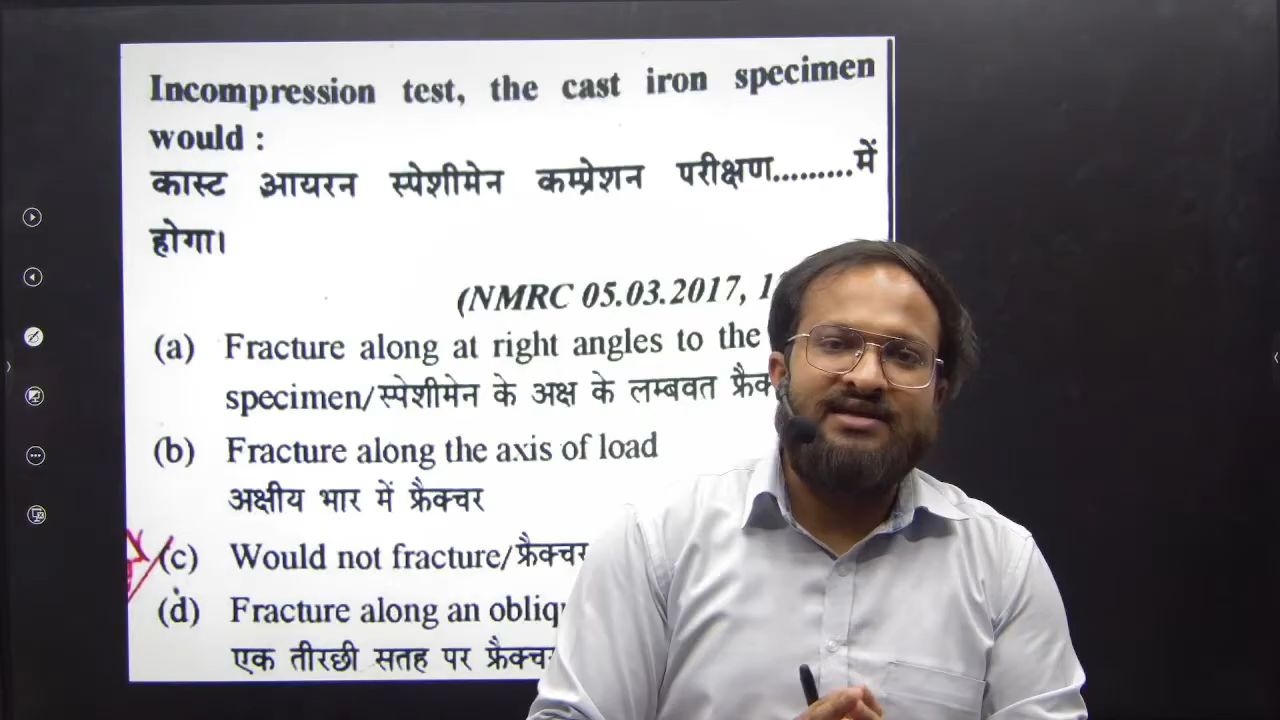 Incompression test, the cast iron specimen
would :
कास्ट आयरन स्पेशीमेन कम्प्रेशन परीक्षण.........में
होगा।
(NMRC 05.03.2017,
(a) Fracture along at right angles to the
specimen/स्पेशीमेन के अक्ष के लम्बवत
(b) Fracture along the axis of load
अक्षीय भार में फ्रैक्चर
(c) Would not fracture/फ्रैक्चर
(d) Fracture along an
एक तीरछी सतह पर